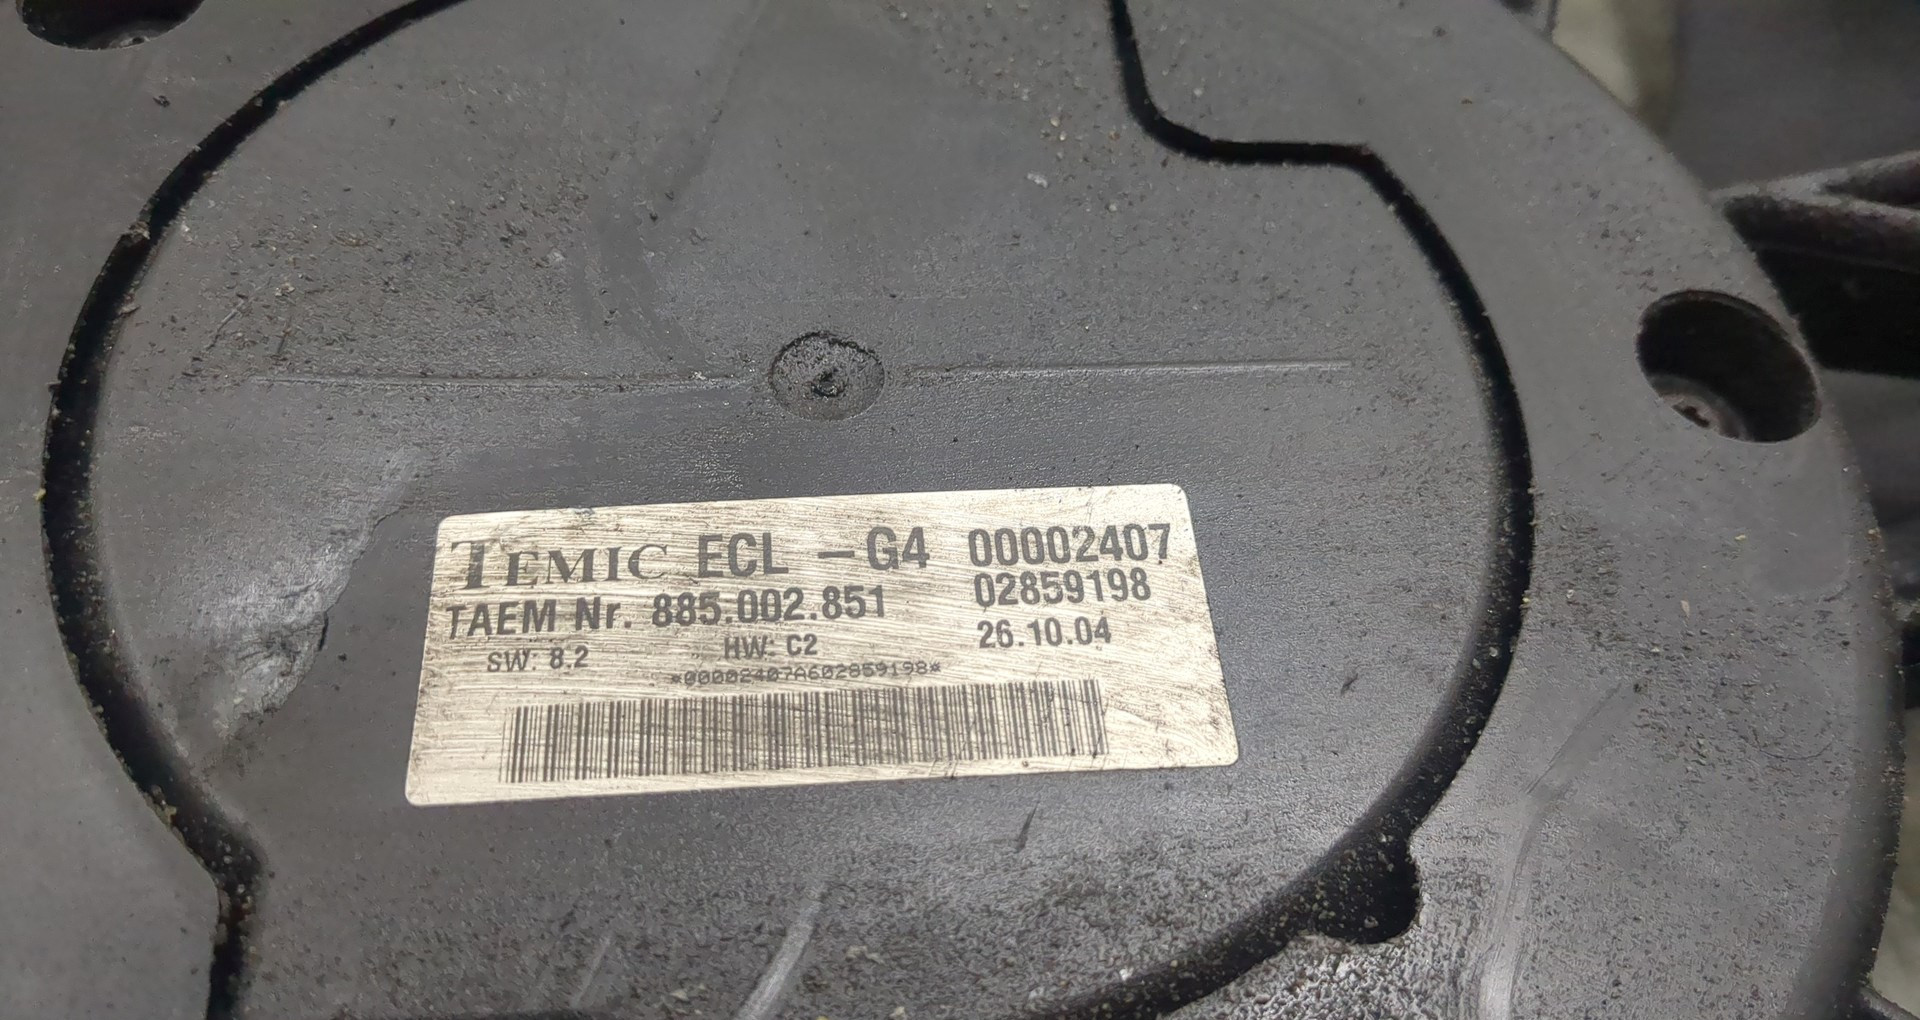 TEMIC ECL -G4 00002407
TAEM Nr. 885.002.851 02859198
SW: 8.2 HW: C2 26.10.04
*00002407A602859198*